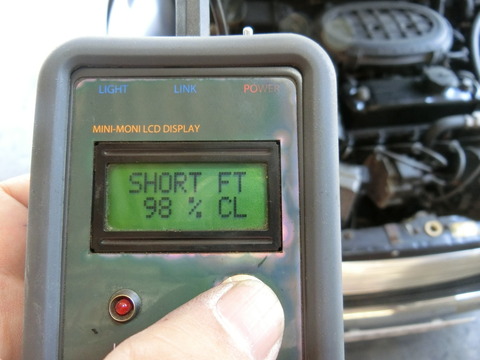 LIGHT LINK POWER
MINI-MONI LCD DISPLAY
SHORT FT
98 % CL